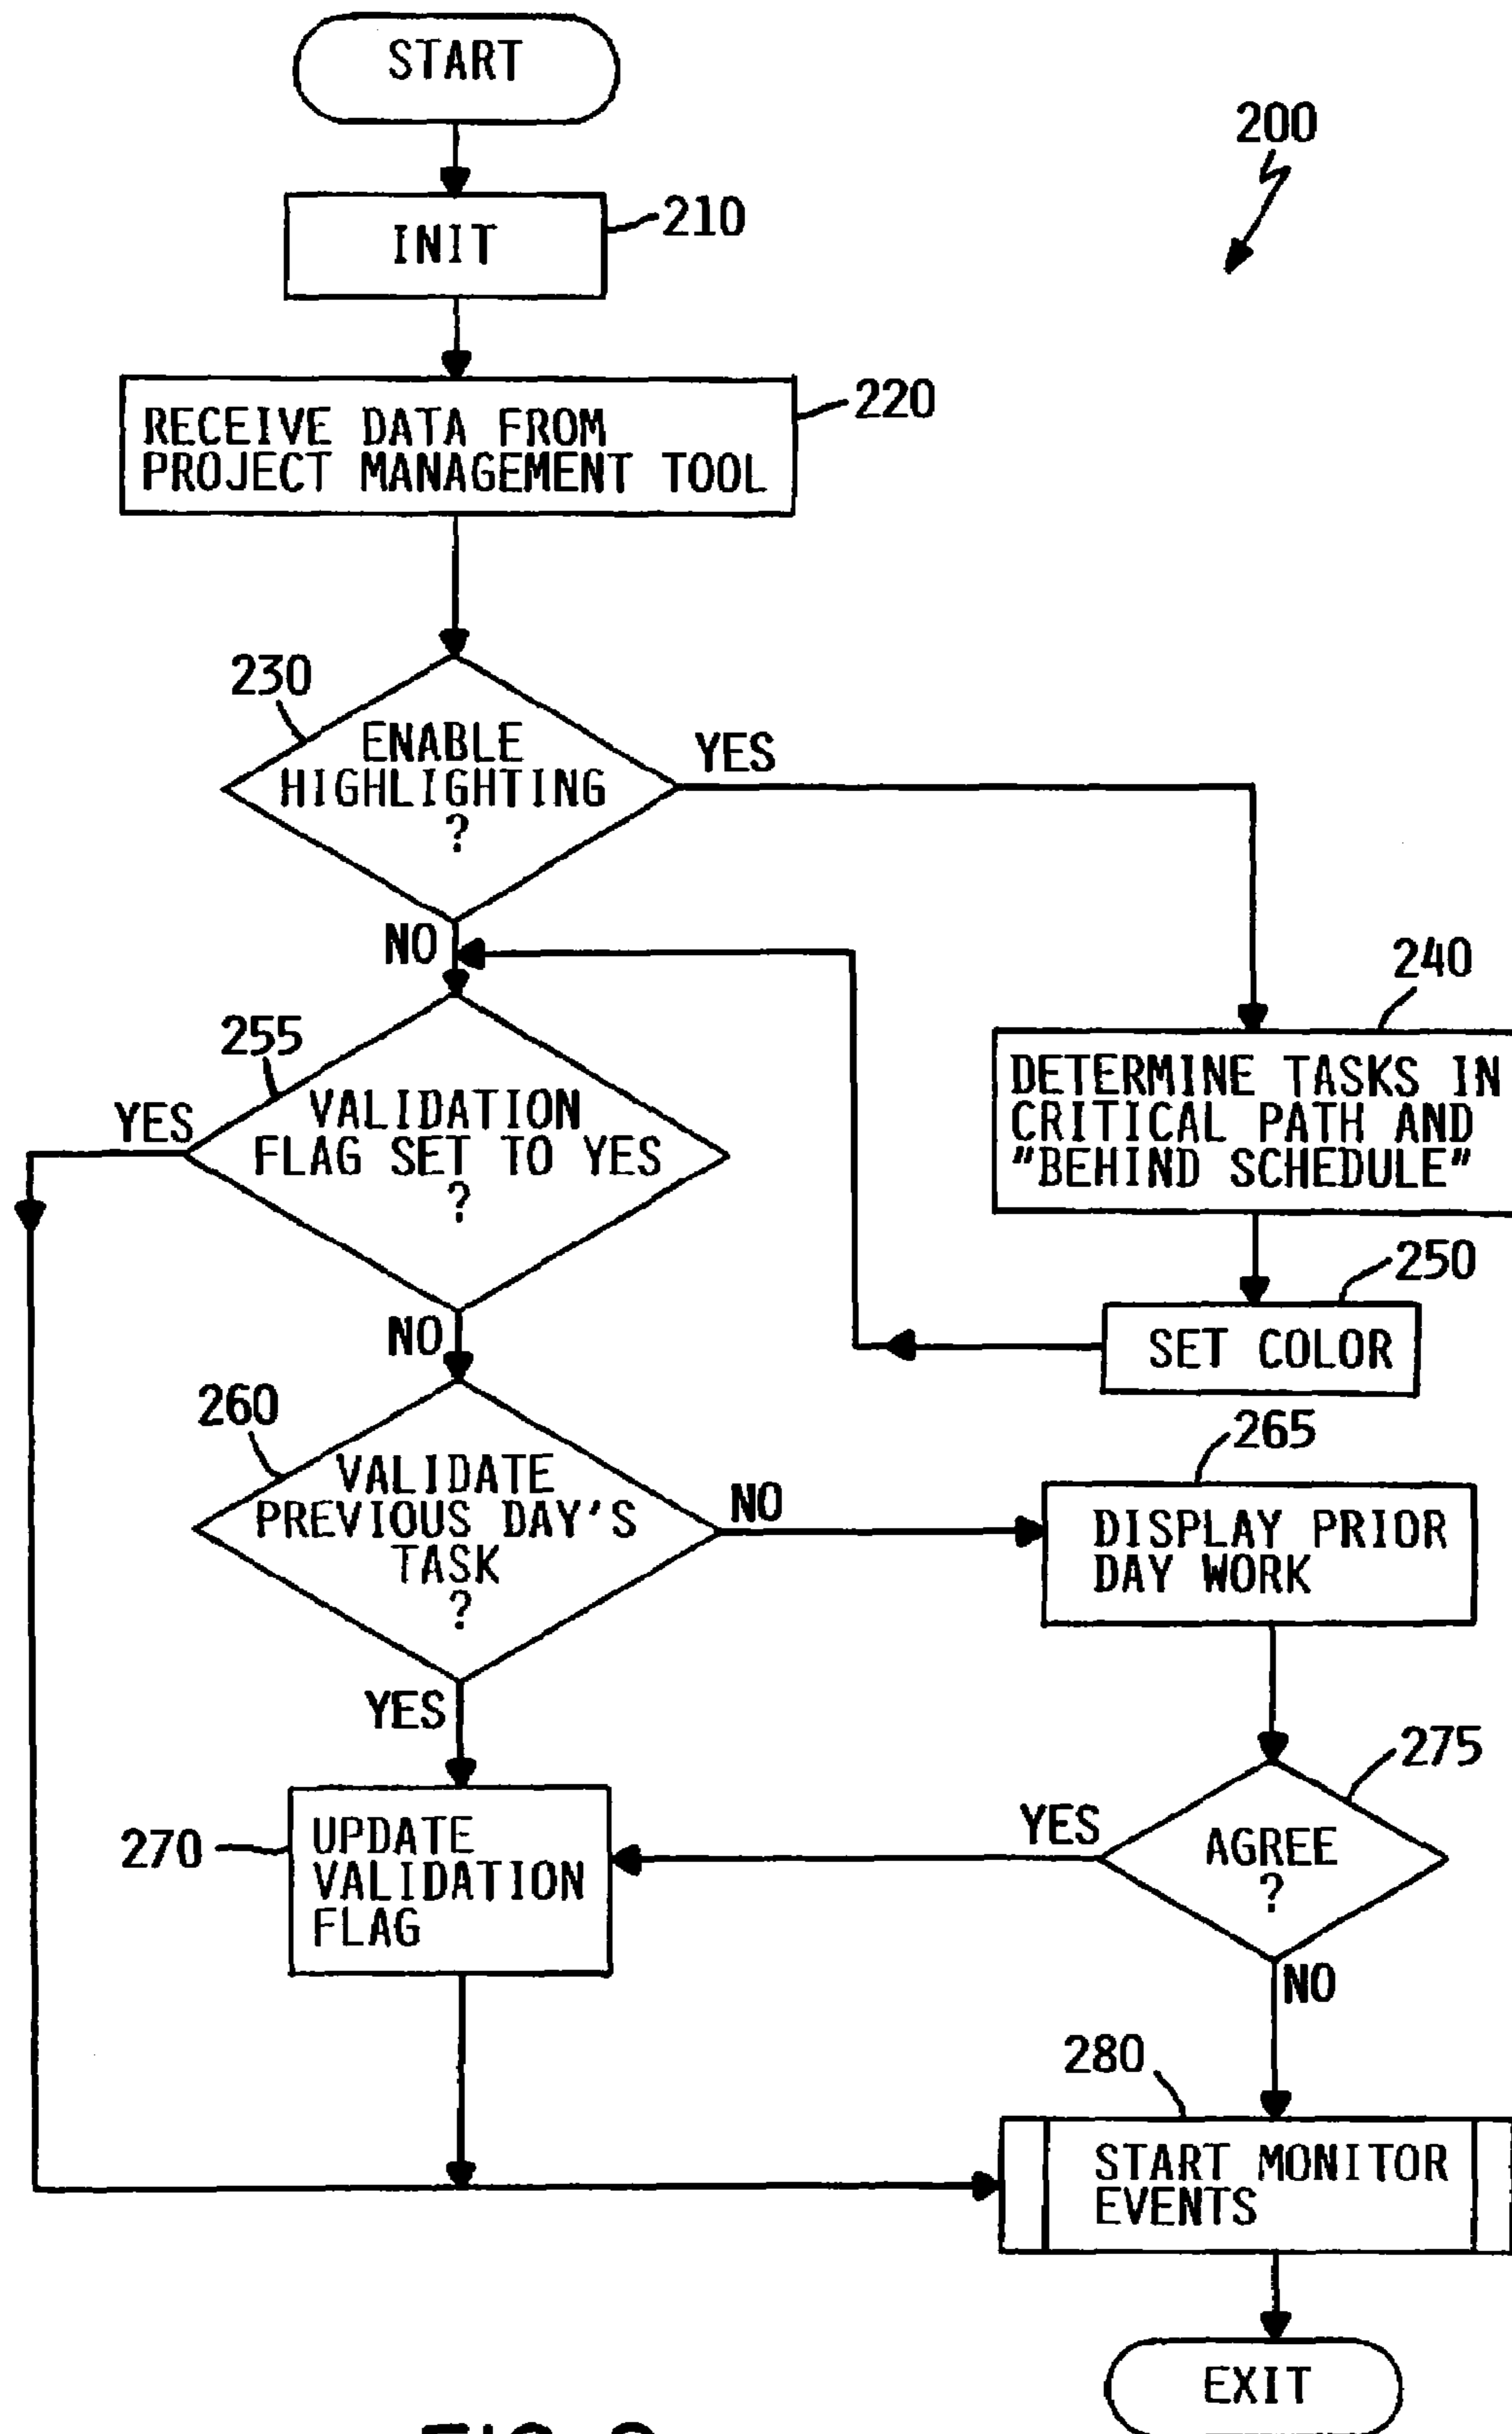 START
200
INIT
210
RECEIVE DATA FROM
PROJECT MANAGEMENT TOOL
220
230
ENABLE
HIGHLIGHTING
?
YES
NO
240
DETERMINE TASKS IN
CRITICAL PATH AND
"BEHIND SCHEDULE"
255
YES
VALIDATION
FLAG SET TO YES
?
NO
250
SET COLOR
260
VALIDATE
PREVIOUS DAY'S
TASK
?
NO
YES
265
DISPLAY PRIOR
DAY WORK
275
AGREE
?
YES
NO
270
UPDATE
VALIDATION
FLAG
280
START MONITOR
EVENTS
EXIT